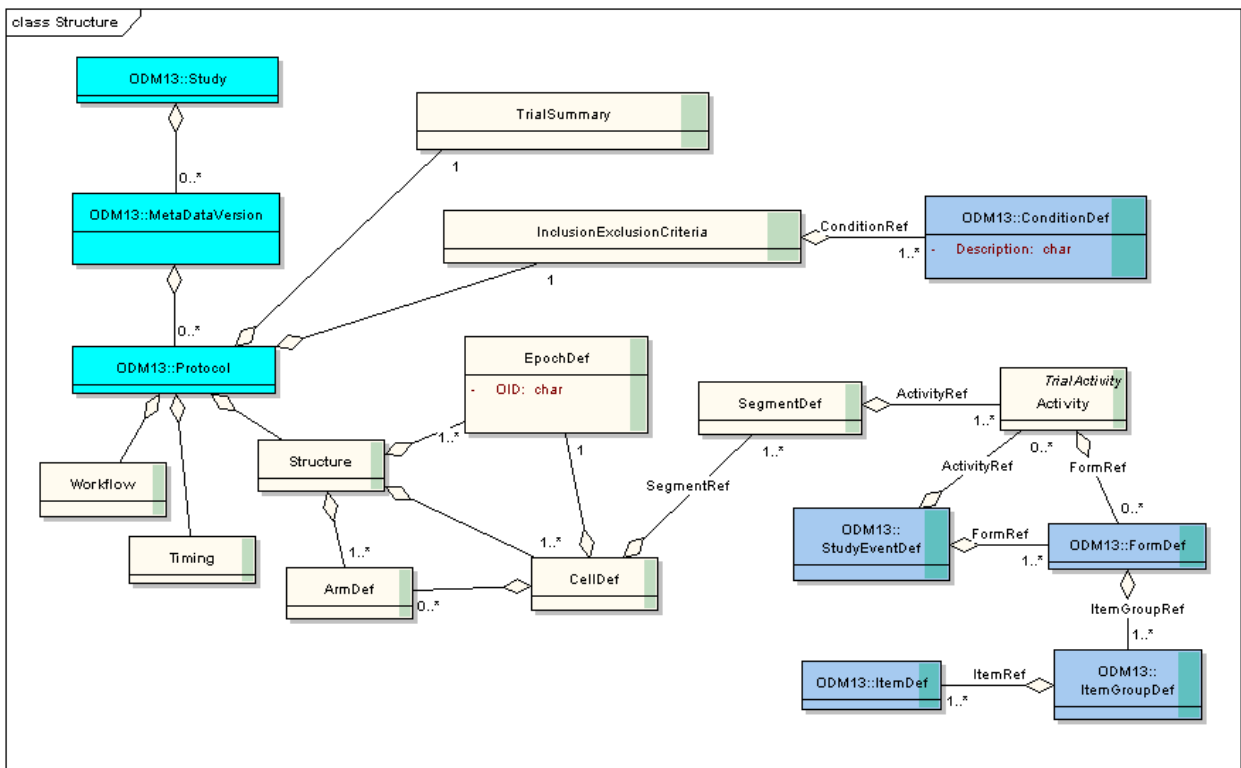 class Structure
ODM13::Study
0..*
ODM13::MetaDataVersion
0..*
ODM13::Protocol
TrialSummary
1
InclusionExclusionCriteria
1
ConditionRef
1..*
ODM13::ConditionDef
- Description: char
EpochDef
- OID: char
1..*
1
Structure
Workflow
Timing
1..*
ArmDef
0..*
1..*
CellDef
SegmentRef
SegmentDef
1..*
ActivityRef
1..*
TrialActivity
Activity
0..*
ActivityRef
FormRef
0..*
ODM13::
StudyEventDef
FormRef
1..*
ODM13::FormDef
ItemGroupRef
1..*
ODM13::
ItemGroupDef
ItemRef
1..*
ODM13::ItemDef